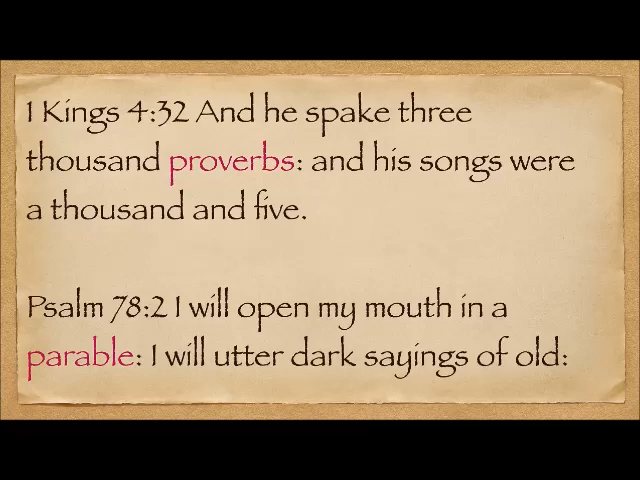 1 Kings 4:32 And he spake three
thousand proverbs: and his songs were
a thousand and five.
Psalm 78:2 I will open my mouth in a
parable: I will utter dark sayings of old: